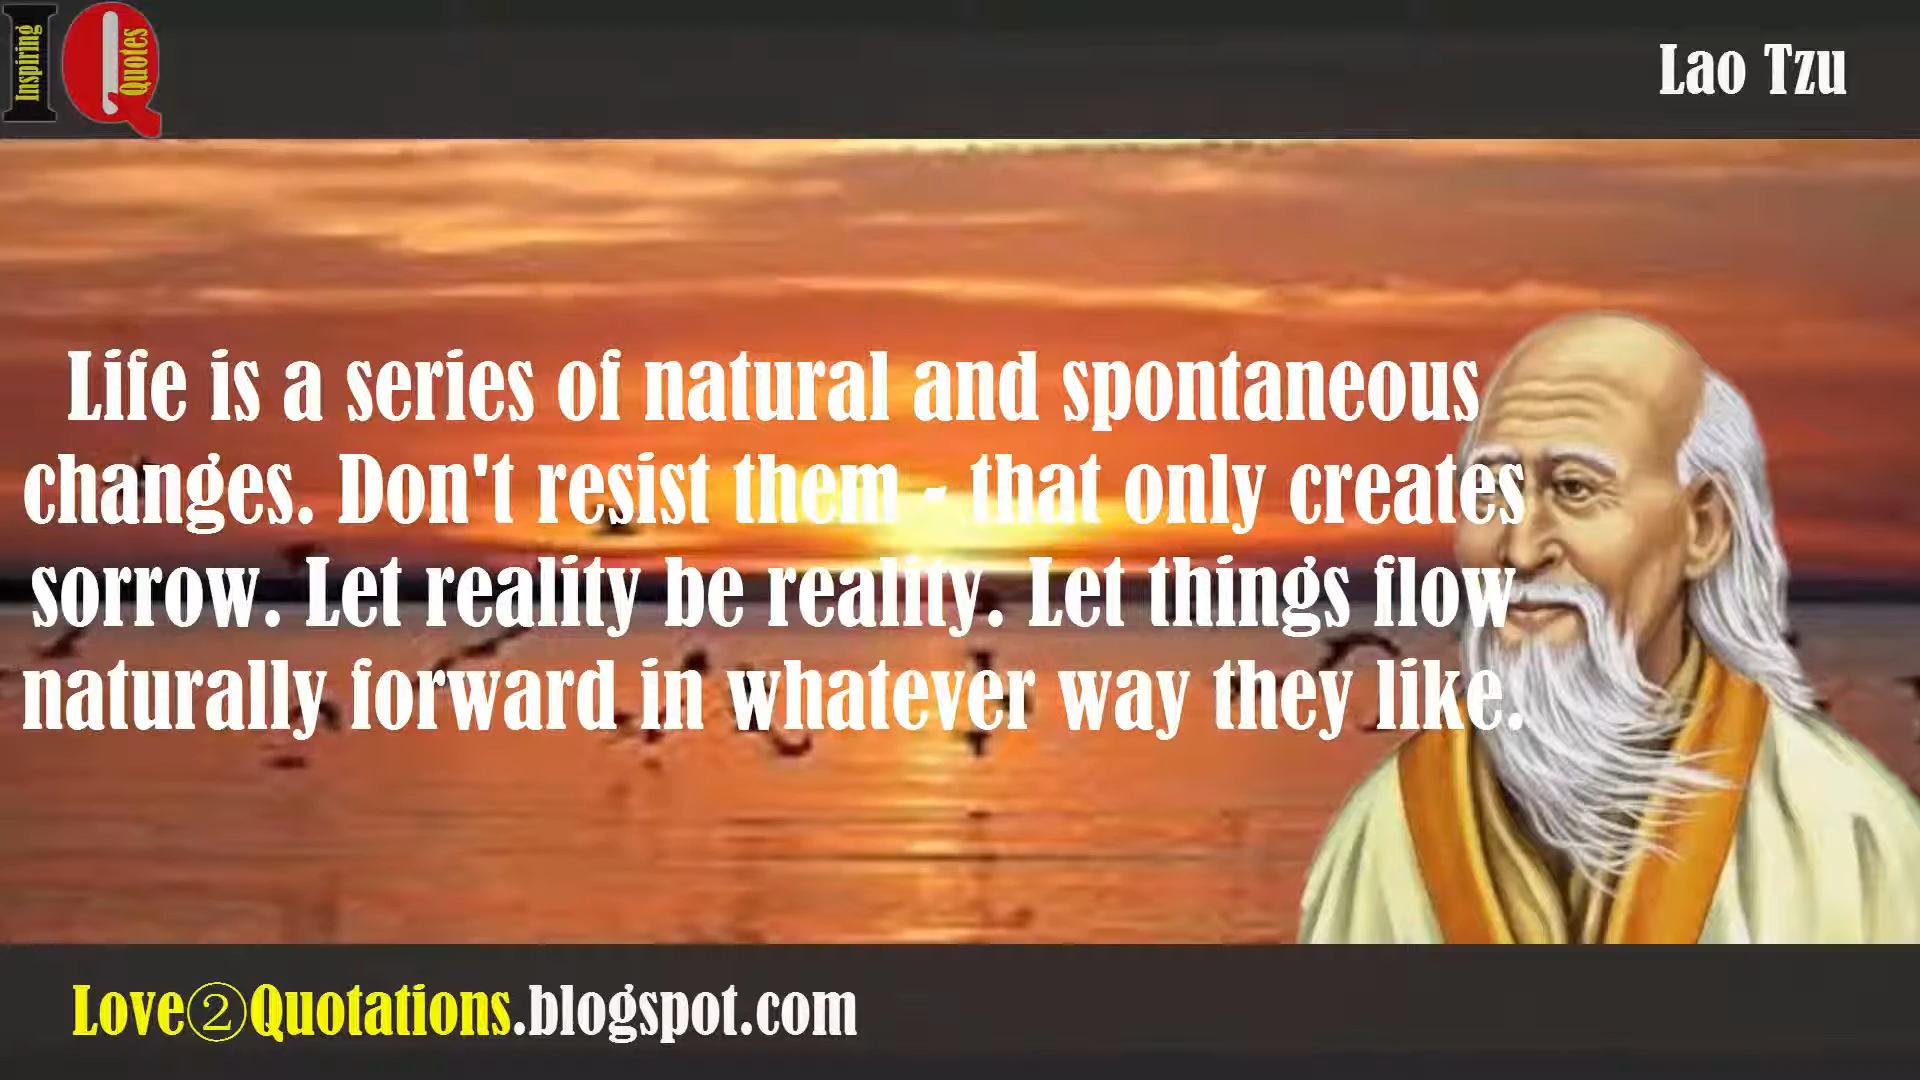 Inspiring
Quotes
Lao Tzu
Life is a series of natural and spontaneous
changes. Don't resist them - that only creates
sorrow. Let reality be reality. Let things flow
naturally forward in whatever way they like.
Love②Quotations.blogspot.com